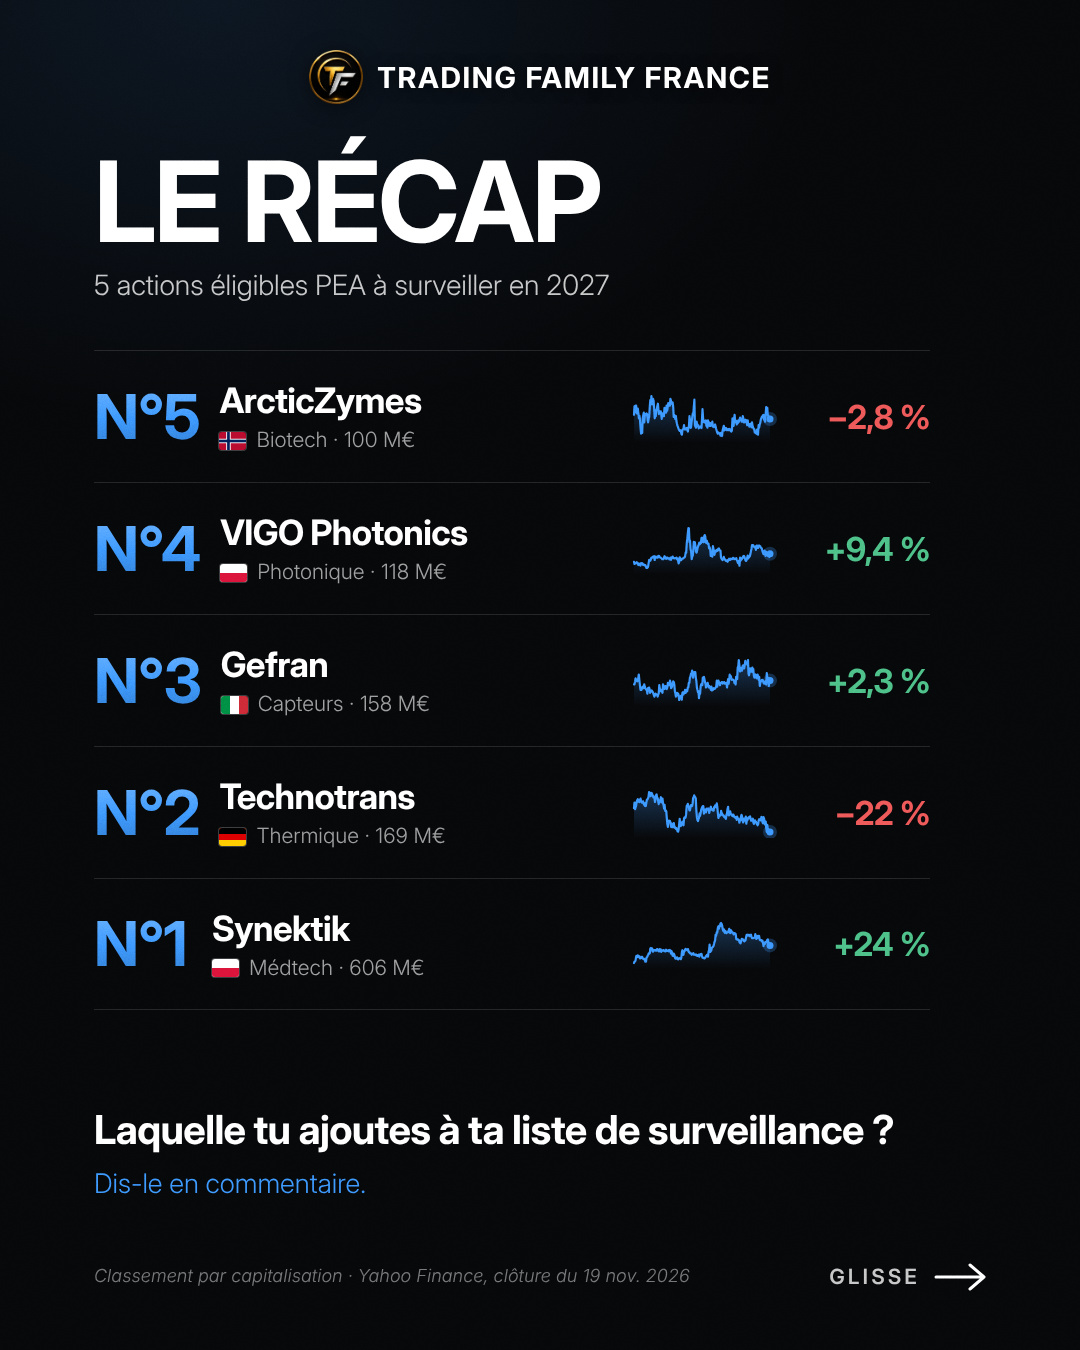 TF TRADING FAMILY FRANCE
LE RÉCAP
5 actions éligibles PEA à surveiller en 2027
N°5 ArcticZymes −2,8 %
Biotech · 100 M€
N°4 VIGO Photonics +9,4 %
Photonique · 118 M€
N°3 Gefran +2,3 %
Capteurs · 158 M€
N°2 Technotrans −22 %
Thermique · 169 M€
N°1 Synektik +24 %
Médtech · 606 M€
Laquelle tu ajoutes à ta liste de surveillance ?
Dis-le en commentaire.
Classement par capitalisation · Yahoo Finance, clôture du 19 nov. 2026
GLISSE